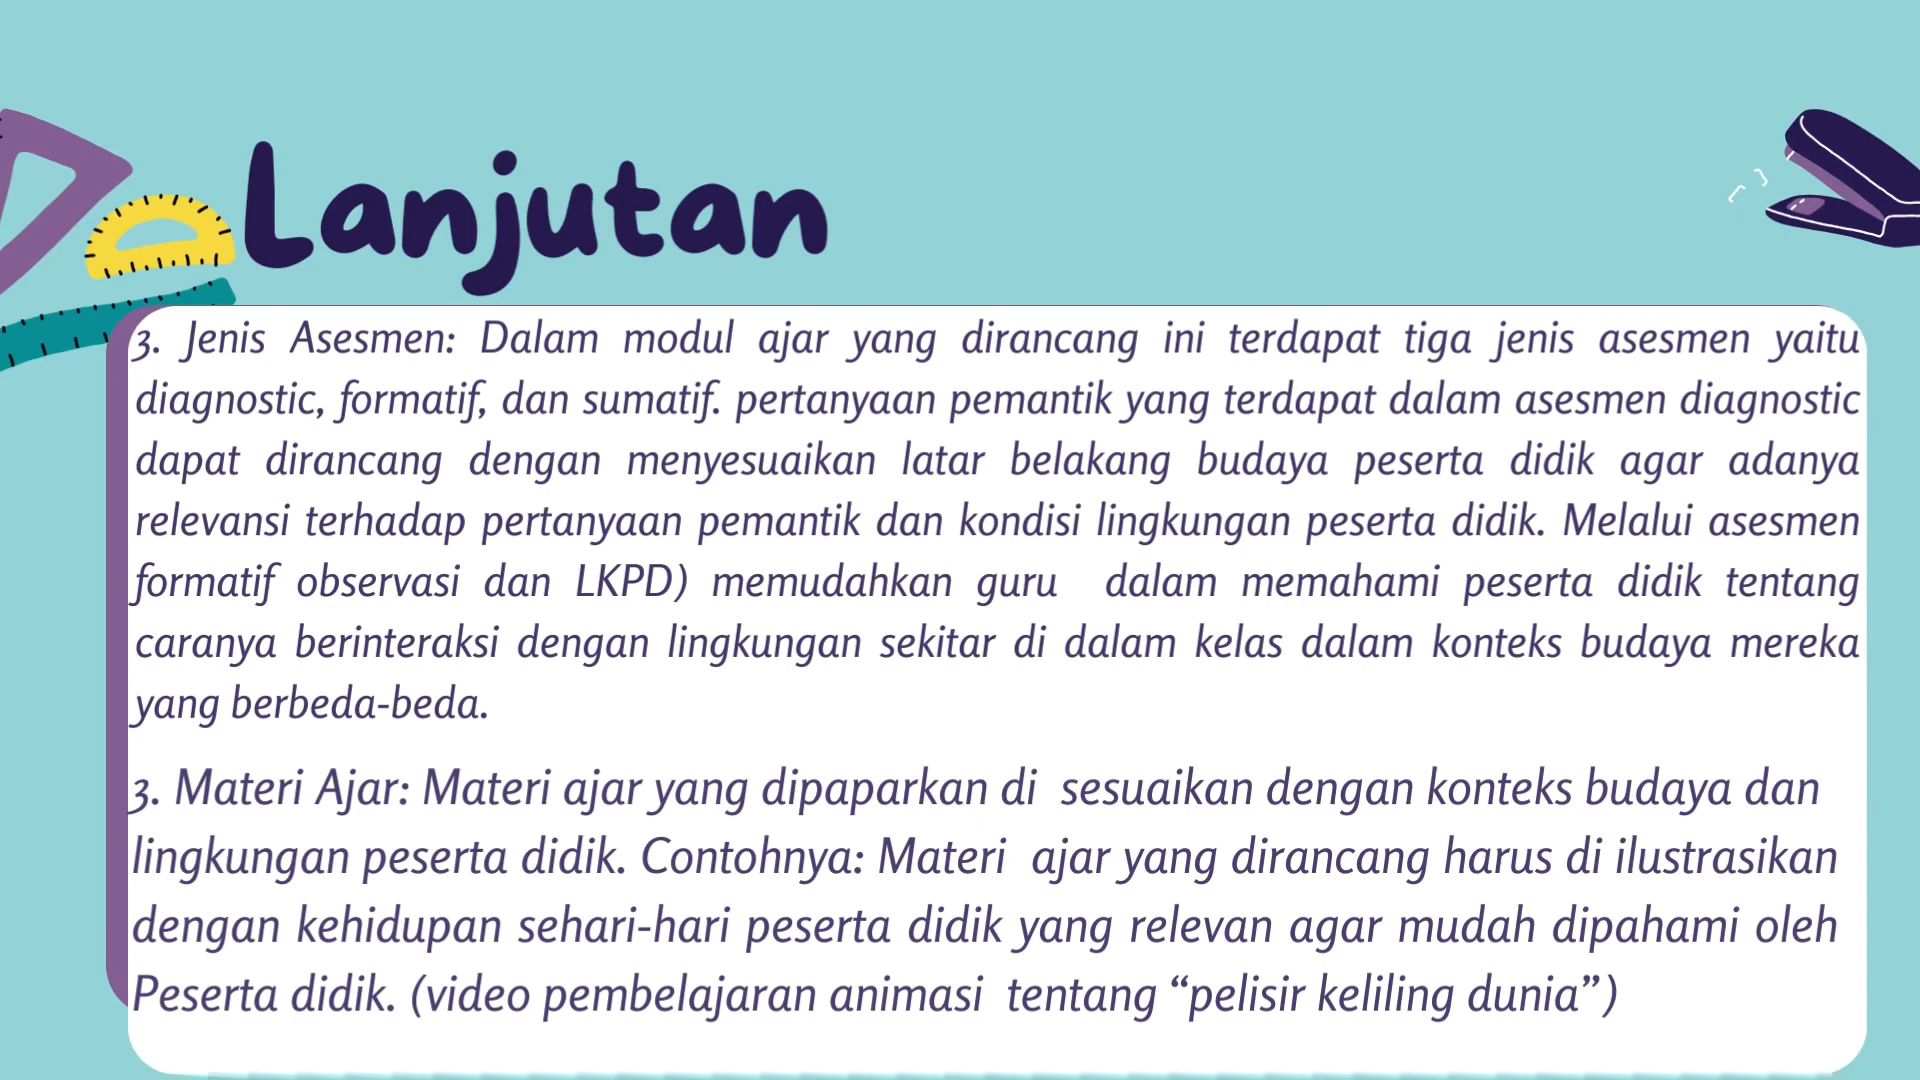 Lanjutan
3. Jenis Asesmen: Dalam modul ajar yang dirancang ini terdapat tiga jenis asesmen yaitu
diagnostic, formatif, dan sumatif. pertanyaan pemantik yang terdapat dalam asesmen diagnostic
dapat dirancang dengan menyesuaikan latar belakang budaya peserta didik agar adanya
relevansi terhadap pertanyaan pemantik dan kondisi lingkungan peserta didik. Melalui asesmen
formatif observasi dan LKPD) memudahkan guru dalam memahami peserta didik tentang
caranya berinteraksi dengan lingkungan sekitar di dalam kelas dalam konteks budaya mereka
yang berbeda-beda.
3. Materi Ajar: Materi ajar yang dipaparkan di sesuaikan dengan konteks budaya dan
lingkungan peserta didik. Contohnya: Materi ajar yang dirancang harus di ilustrasikan
dengan kehidupan sehari-hari peserta didik yang relevan agar mudah dipahami oleh
Peserta didik. (video pembelajaran animasi tentang “pelisir keliling dunia”)